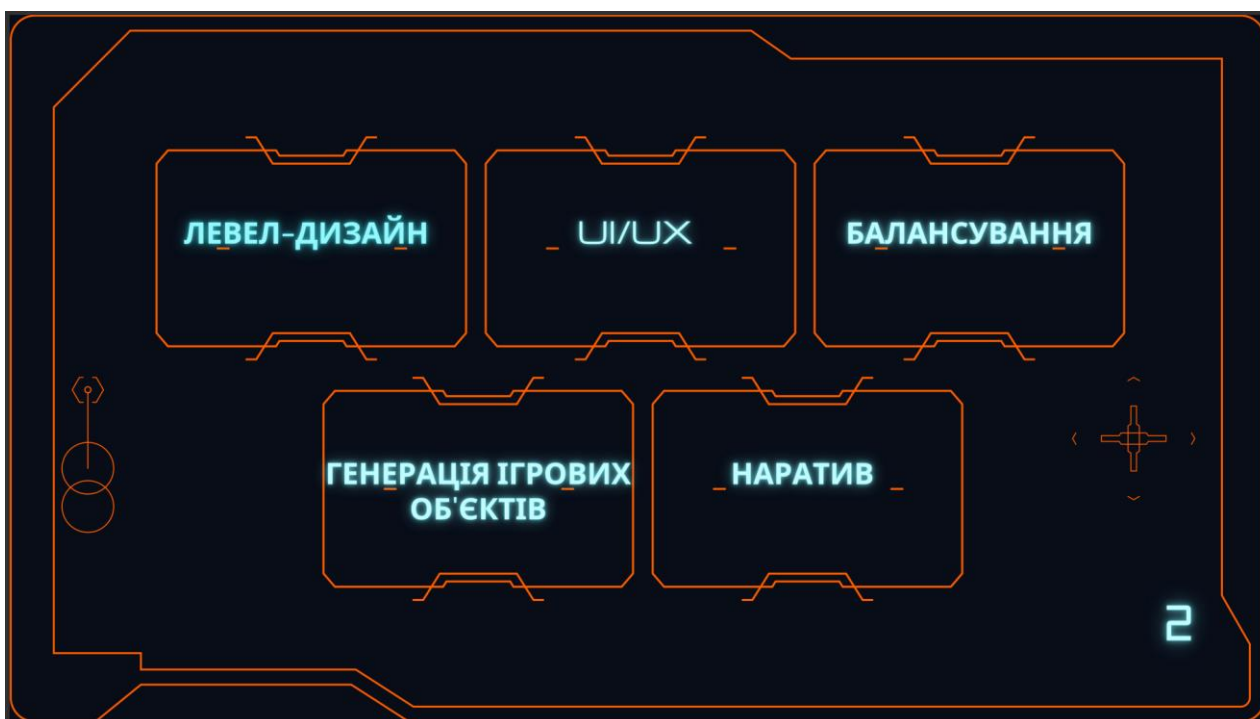 ЛЕВЕЛ-ДИЗАЙН
UI/UX
БАЛАНСУВАННЯ
ГЕНЕРАЦІЯ ІГРОВИХ
ОБ'ЄКТІВ
НАРАТИВ
2